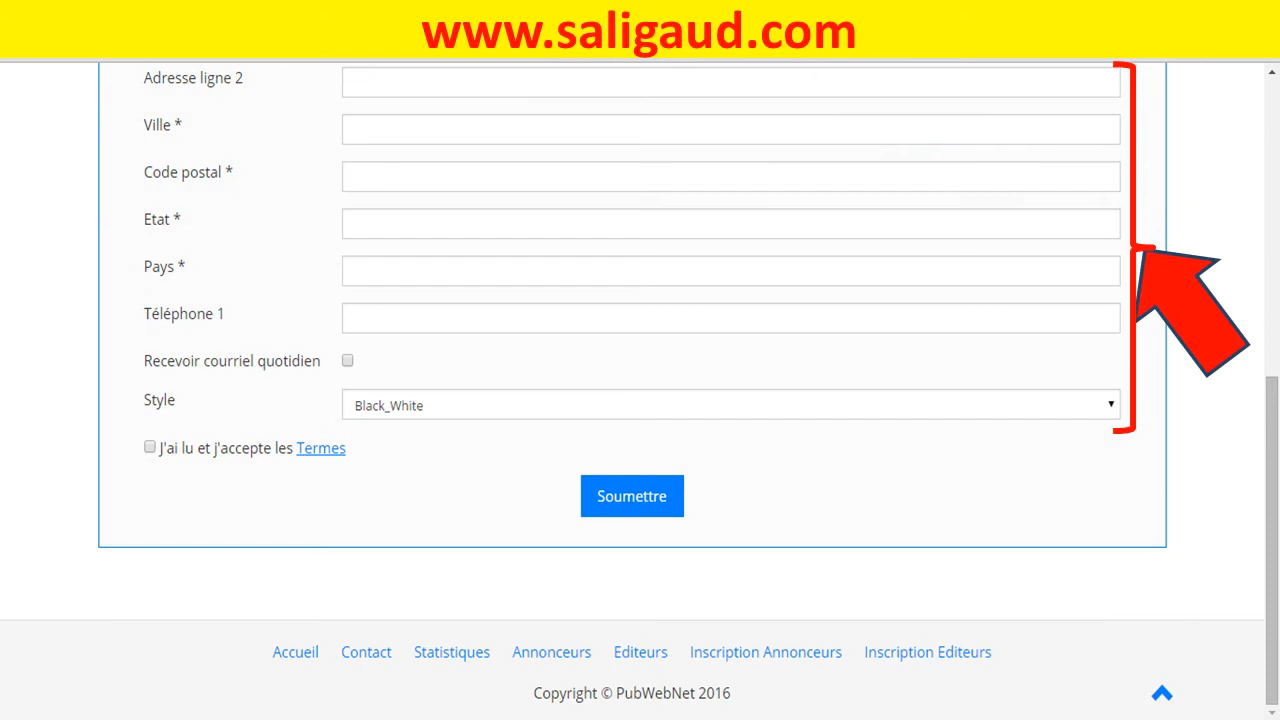 www.saligaud.com
Adresse ligne 2
Ville *
Code postal *
Etat *
Pays *
Téléphone 1
Recevoir courriel quotidien
Style
Black_White
J'ai lu et j'accepte les Termes
Soumettre
Accueil Contact Statistiques Annonceurs Editeurs Inscription Annonceurs Inscription Editeurs
Copyright © PubWebNet 2016